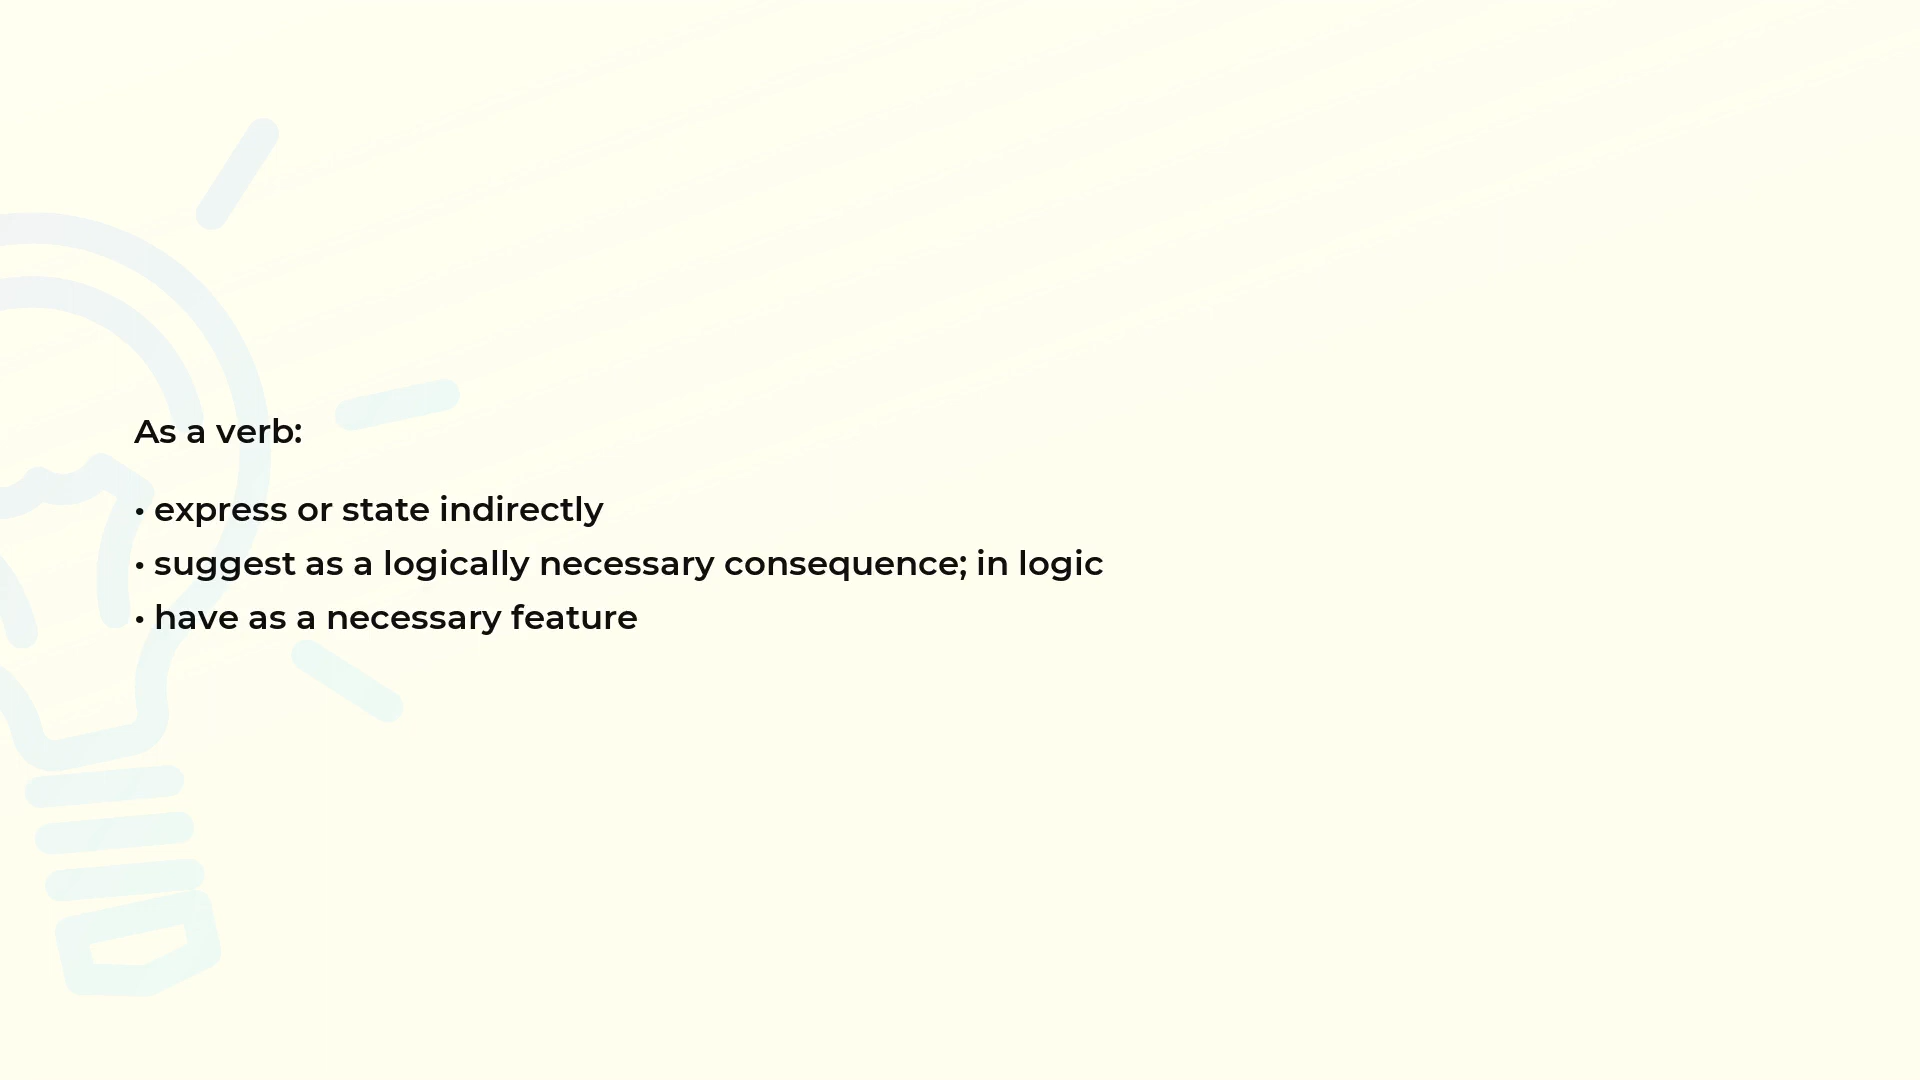 As a verb:
• express or state indirectly
• suggest as a logically necessary consequence; in logic
• have as a necessary feature